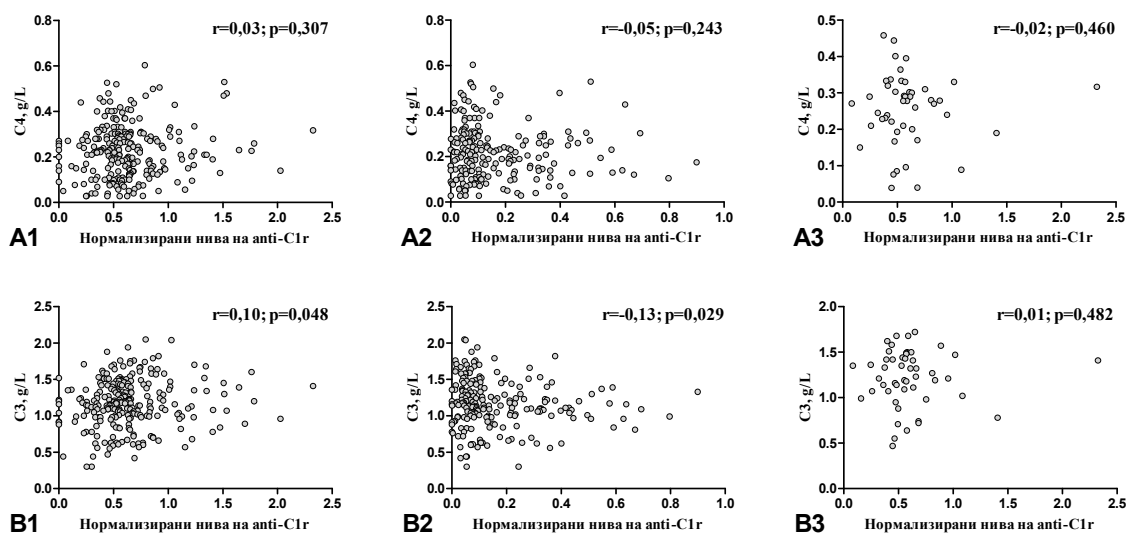 r=0,03; p=0,307
C4, g/L
0.8
0.6
0.4
0.2
0.0
0.0 0.5 1.0 1.5 2.0 2.5
Нормализирани нива на anti-C1r
A1
r=-0,05; p=0,243
C4, g/L
0.8
0.6
0.4
0.2
0.0
0.0 0.2 0.4 0.6 0.8 1.0
Нормализирани нива на anti-C1r
A2
r=-0,02; p=0,460
C4, g/L
0.5
0.4
0.3
0.2
0.1
0.0
0.0 0.5 1.0 1.5 2.0 2.5
Нормализирани нива на anti-C1r
A3
r=0,10; p=0,048
C3, g/L
2.5
2.0
1.5
1.0
0.5
0.0
0.0 0.5 1.0 1.5 2.0 2.5
Нормализирани нива на anti-C1r
B1
r=-0,13; p=0,029
C3, g/L
2.5
2.0
1.5
1.0
0.5
0.0
0.0 0.2 0.4 0.6 0.8 1.0
Нормализирани нива на anti-C1r
B2
r=0,01; p=0,482
C3, g/L
2.0
1.5
1.0
0.5
0.0
0.0 0.5 1.0 1.5 2.0 2.5
Нормализирани нива на anti-C1r
B3